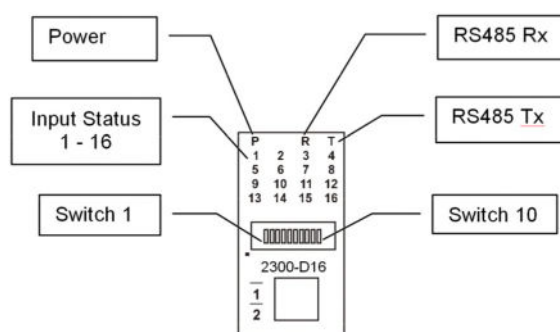 Power
RS485 Rx
Input Status
1 - 16
RS485 Tx
P R T
1 2 3 4
5 6 7 8
9 10 11 12
13 14 15 16
Switch 1
Switch 10
2300-D16
1
2